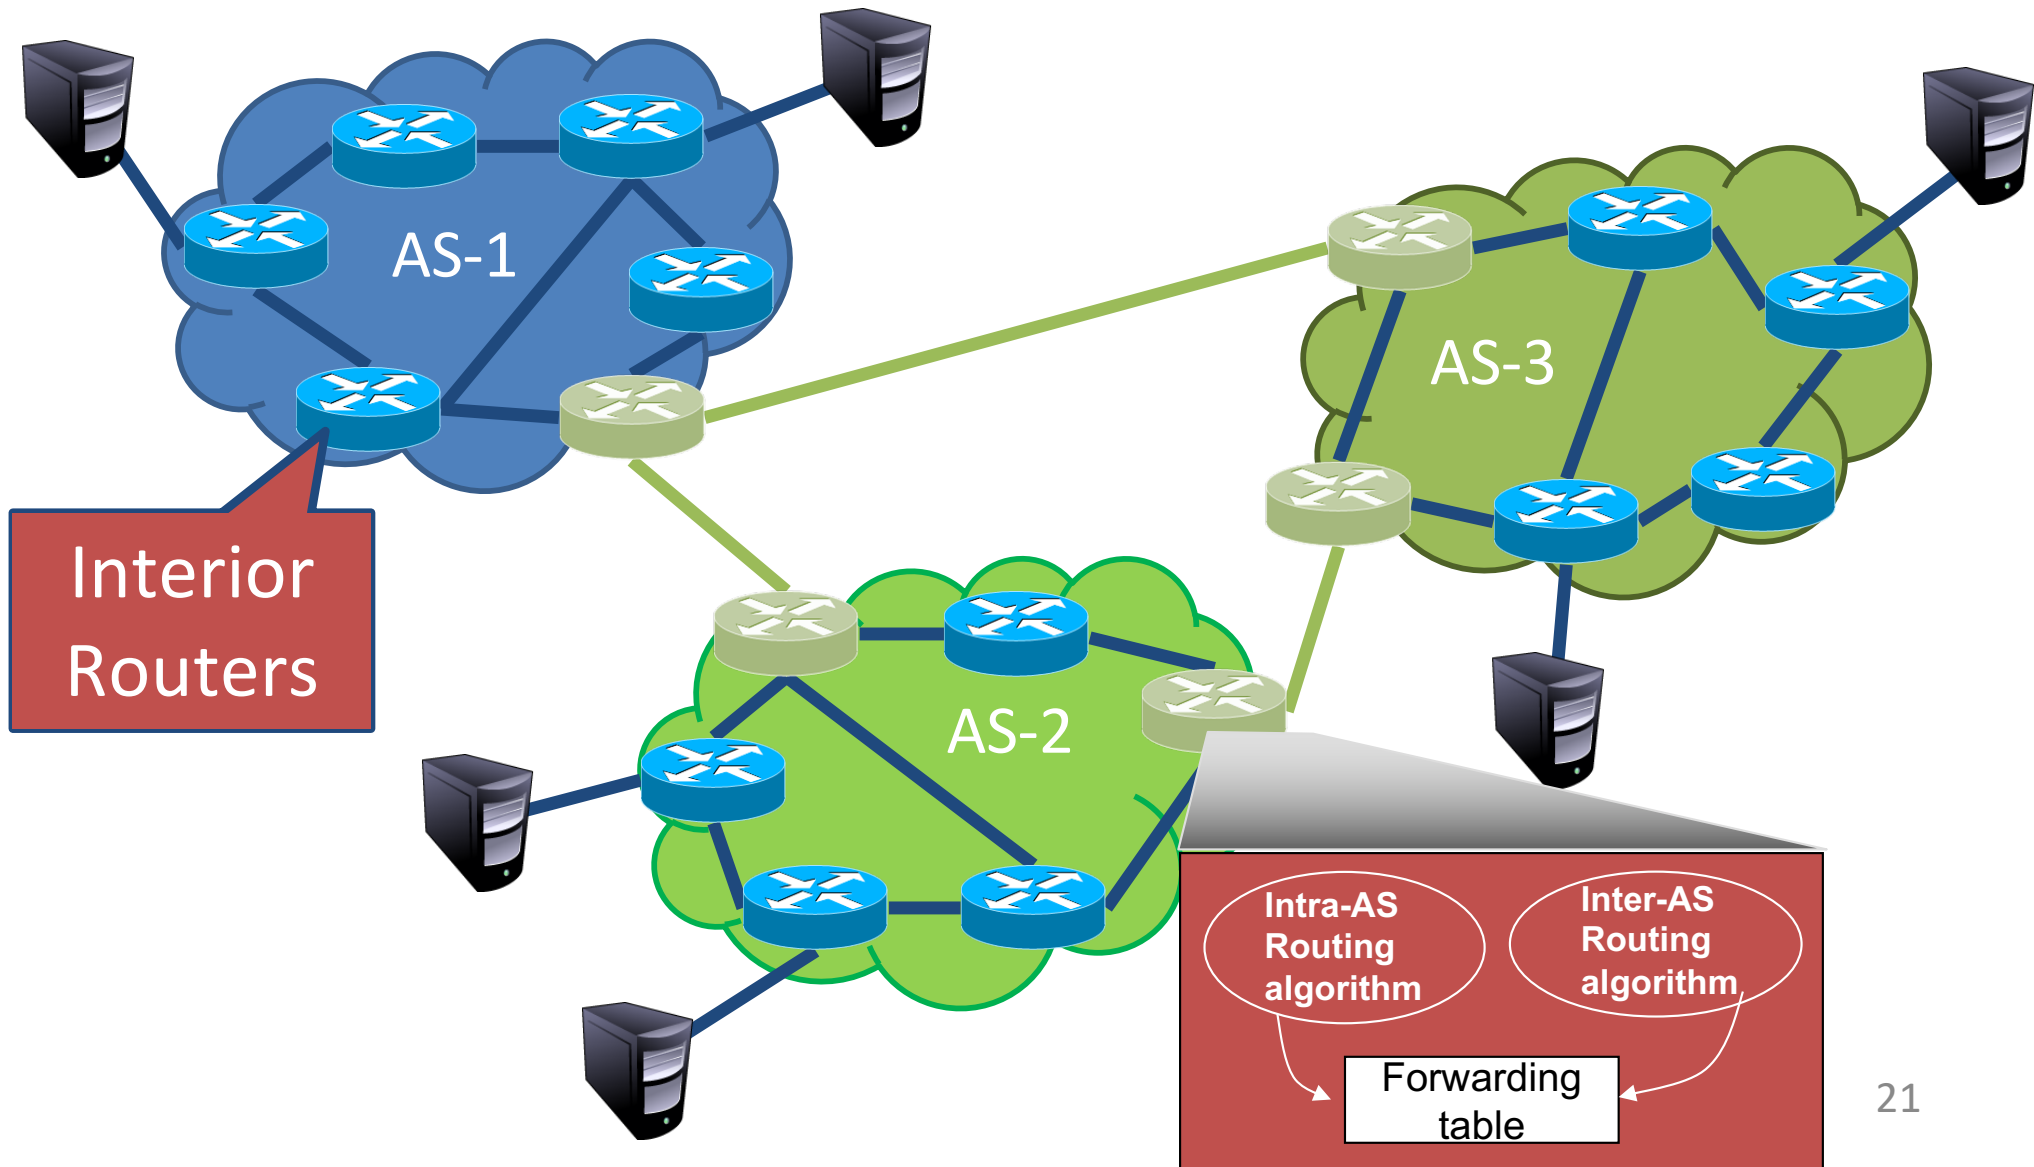 AS-1
AS-3
Interior
Routers
AS-2
Intra-AS
Routing
algorithm
Inter-AS
Routing
algorithm
Forwarding
table
21